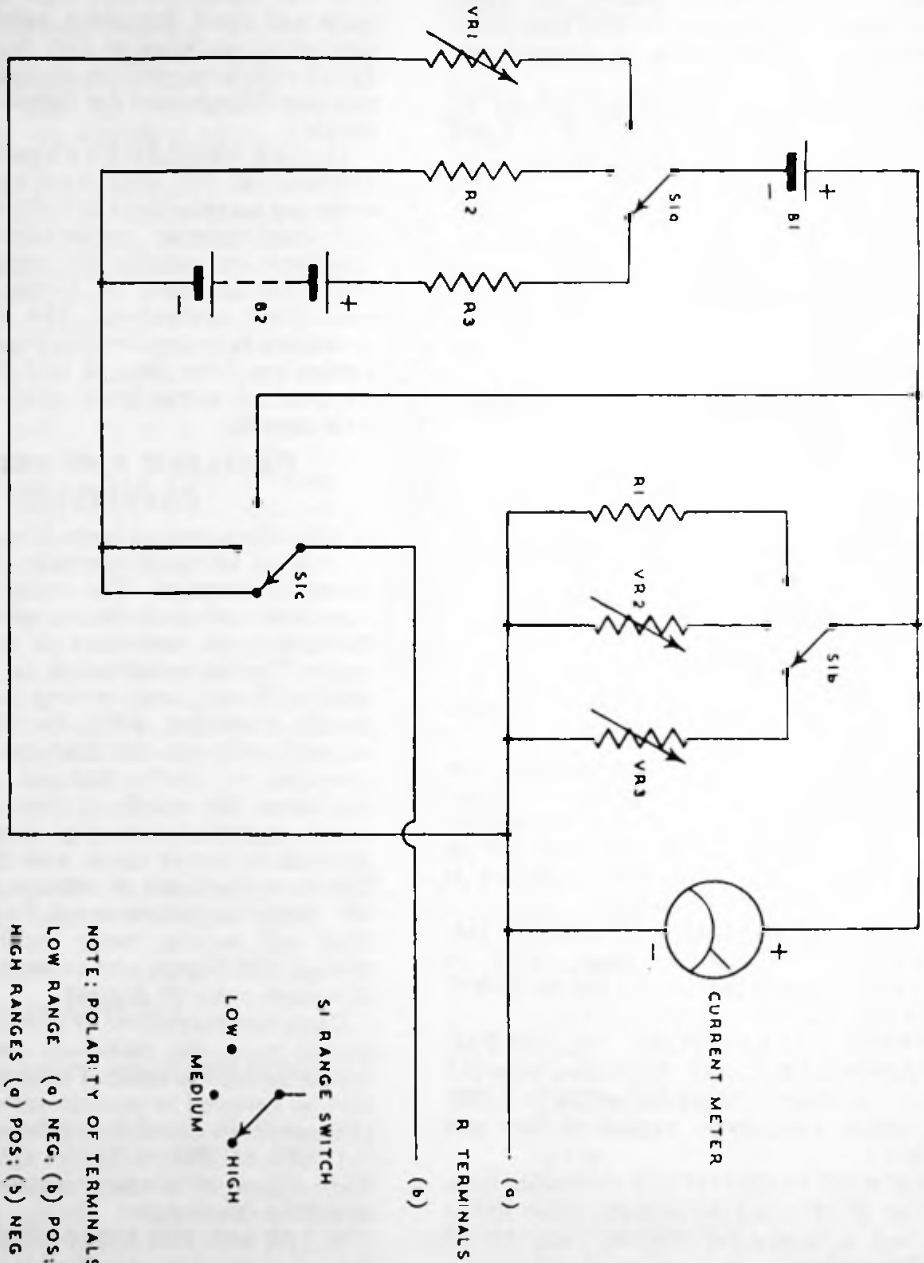 VR1
R2
R3
S1a
B1
+
−
B2
−
+
S1c
R1
VR2
VR3
S1b
CURRENT METER
+
−
R TERMINALS
(a)
(b)
S1 RANGE SWITCH
LOW
MEDIUM
HIGH
NOTE: POLARITY OF TERMINALS
LOW RANGE (a) NEG: (b) POS:
HIGH RANGES (a) POS: (b) NEG